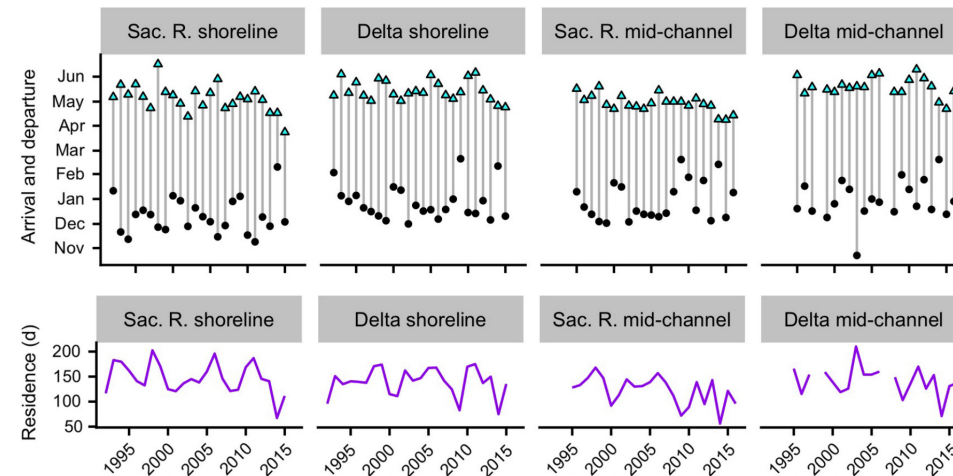 Sac. R. shoreline
Delta shoreline
Sac. R. mid-channel
Delta mid-channel
Arrival and departure
Jun
May
Apr
Mar
Feb
Jan
Dec
Nov
Sac. R. shoreline
Delta shoreline
Sac. R. mid-channel
Delta mid-channel
Residence (d)
200
150
100
50
1995
2000
2005
2010
2015
1995
2000
2005
2010
2015
1995
2000
2005
2010
2015
1995
2000
2005
2010
2015